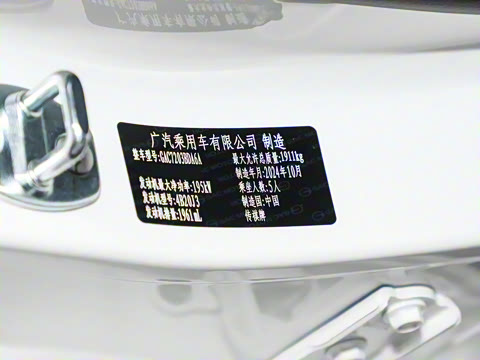 广汽乘用车有限公司 制造
整车型号:GAC7203BDA6A 最大允许总质量:1911kg
制造年月:2024年10月
发动机最大净功率:195kW 乘坐人数:5人
发动机型号:4B20J3 制造国:中国
发动机排量:1961mL 传祺牌